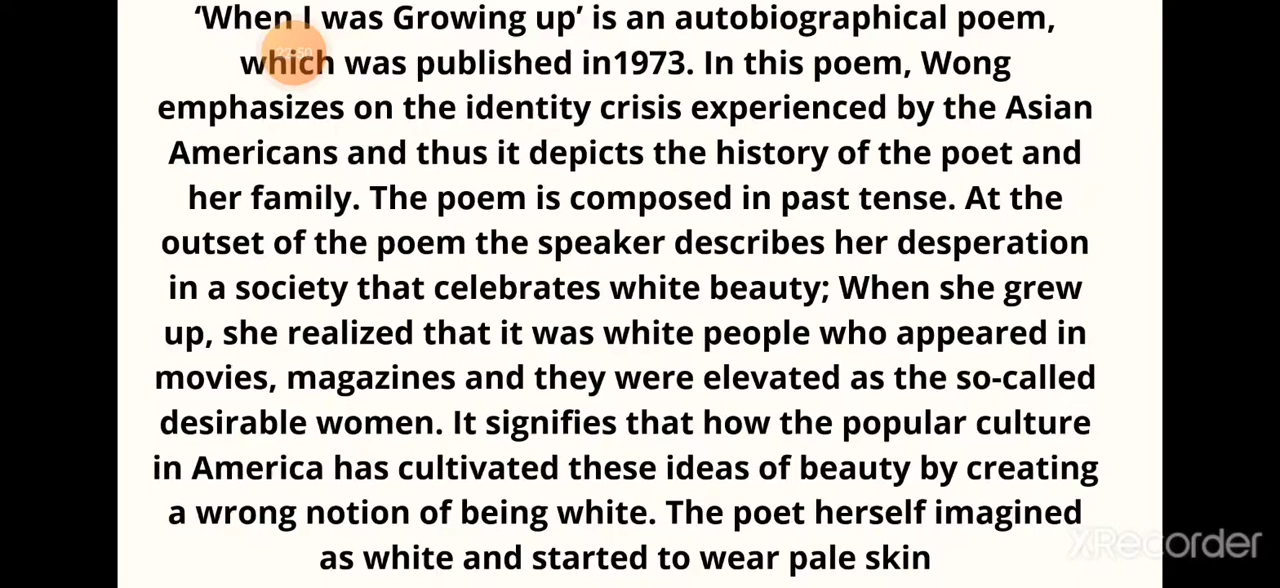 ‘When I was Growing up’ is an autobiographical poem,
which was published in1973. In this poem, Wong
emphasizes on the identity crisis experienced by the Asian
Americans and thus it depicts the history of the poet and
her family. The poem is composed in past tense. At the
outset of the poem the speaker describes her desperation
in a society that celebrates white beauty; When she grew
up, she realized that it was white people who appeared in
movies, magazines and they were elevated as the so-called
desirable women. It signifies that how the popular culture
in America has cultivated these ideas of beauty by creating
a wrong notion of being white. The poet herself imagined
as white and started to wear pale skin
XRecorder